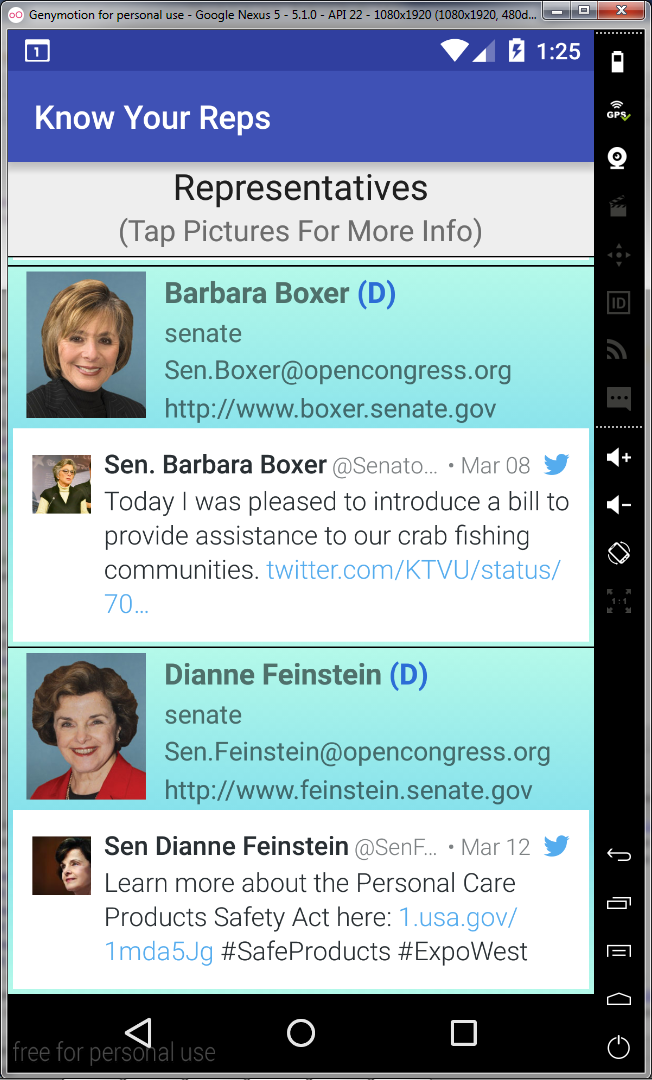 Genymotion for personal use - Google Nexus 5 - 5.1.0 - API 22 - 1080x1920 (1080x1920, 480d...
1
1:25
GPS
Know Your Reps
Representatives
(Tap Pictures For More Info)
ID
Barbara Boxer (D)
senate
Sen.Boxer@opencongress.org
http://www.boxer.senate.gov
Sen. Barbara Boxer @Senato... • Mar 08
Today I was pleased to introduce a bill to
provide assistance to our crab fishing
communities. twitter.com/KTVU/status/
70…
1:1
Dianne Feinstein (D)
senate
Sen.Feinstein@opencongress.org
http://www.feinstein.senate.gov
Sen Dianne Feinstein @SenF... • Mar 12
Learn more about the Personal Care
Products Safety Act here: 1.usa.gov/
1mda5Jg #SafeProducts #ExpoWest
free for personal use